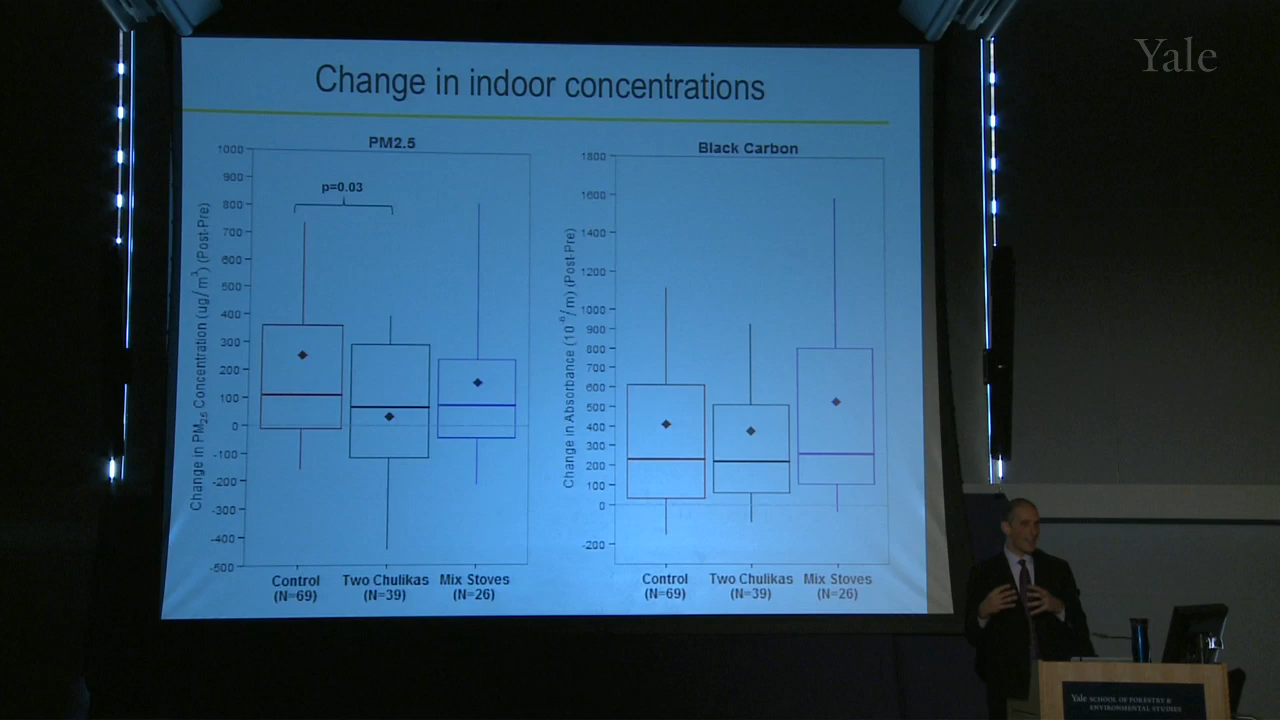 Yale
Change in indoor concentrations
PM2.5
1000
900
800
700
600
500
400
300
200
100
0
-100
-200
-300
-400
-500
Change in PM2.5 Concentration (ug/m3) (Post-Pre)
p=0.03
Control
(N=69)
Two Chulikas
(N=39)
Mix Stoves
(N=26)
Black Carbon
1800
1600
1400
1200
1000
900
800
700
600
500
400
300
200
100
0
-200
Change in Absorbance (10-6/m) (Post-Pre)
Control
(N=69)
Two Chulikas
(N=39)
Mix Stoves
(N=26)
Yale SCHOOL OF FORESTRY &
ENVIRONMENTAL STUDIES